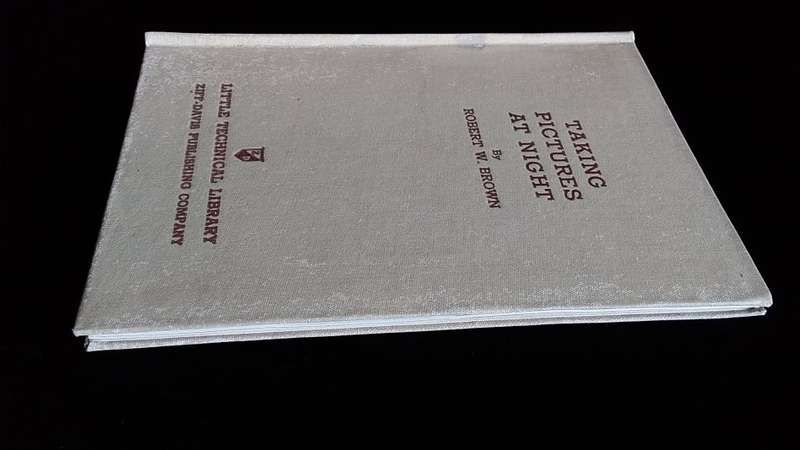 TAKING
PICTURES
AT NIGHT
By
ROBERT W. BROWN
LITTLE TECHNICAL LIBRARY
ZIFF-DAVIS PUBLISHING COMPANY